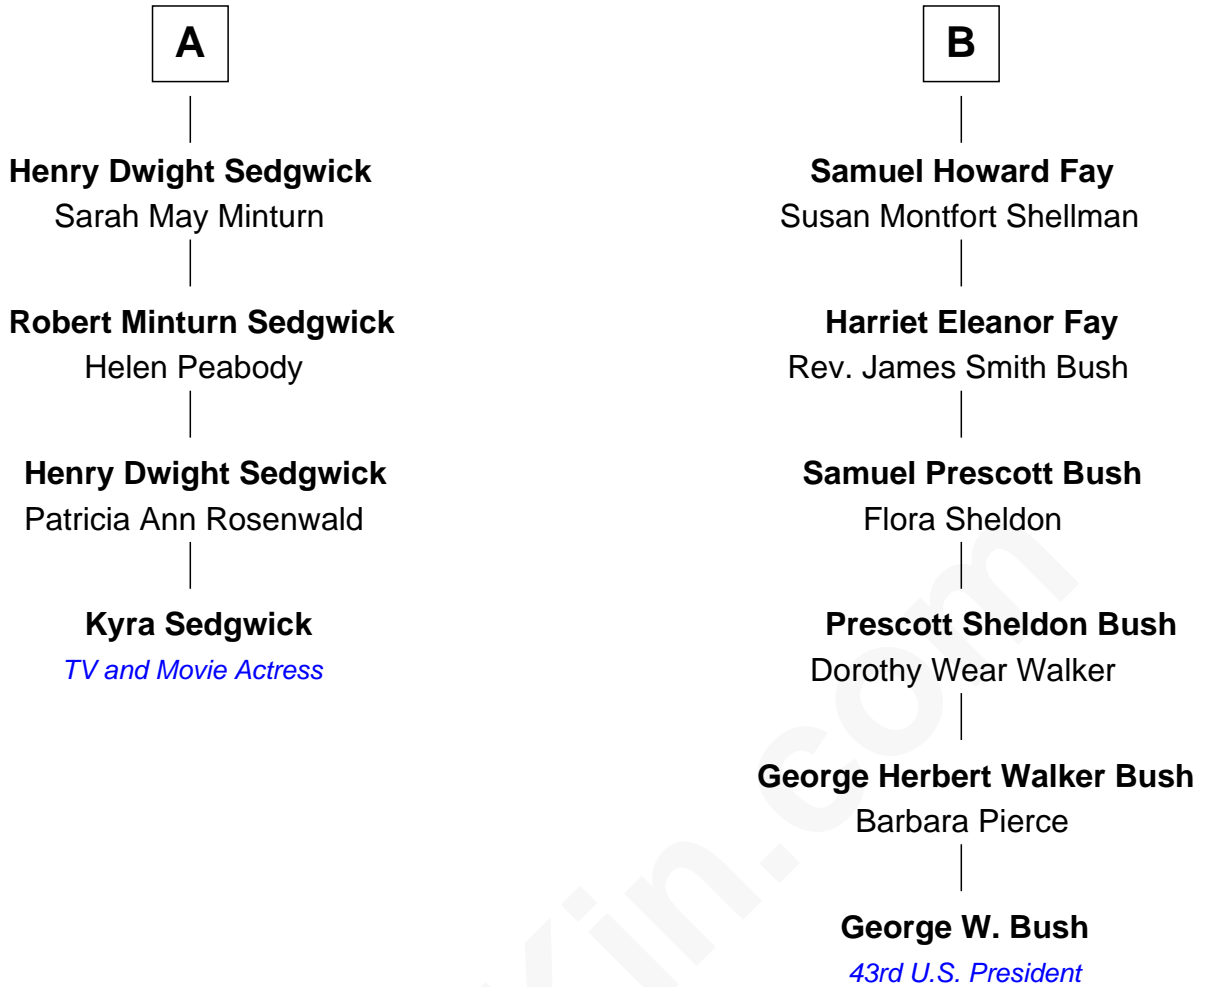 A
Henry Dwight Sedgwick
Sarah May Minturn
Robert Minturn Sedgwick
Helen Peabody
Henry Dwight Sedgwick
Patricia Ann Rosenwald
Kyra Sedgwick
TV and Movie Actress
B
Samuel Howard Fay
Susan Montfort Shellman
Harriet Eleanor Fay
Rev. James Smith Bush
Samuel Prescott Bush
Flora Sheldon
Prescott Sheldon Bush
Dorothy Wear Walker
George Herbert Walker Bush
Barbara Pierce
George W. Bush
43rd U.S. President
Kin.com